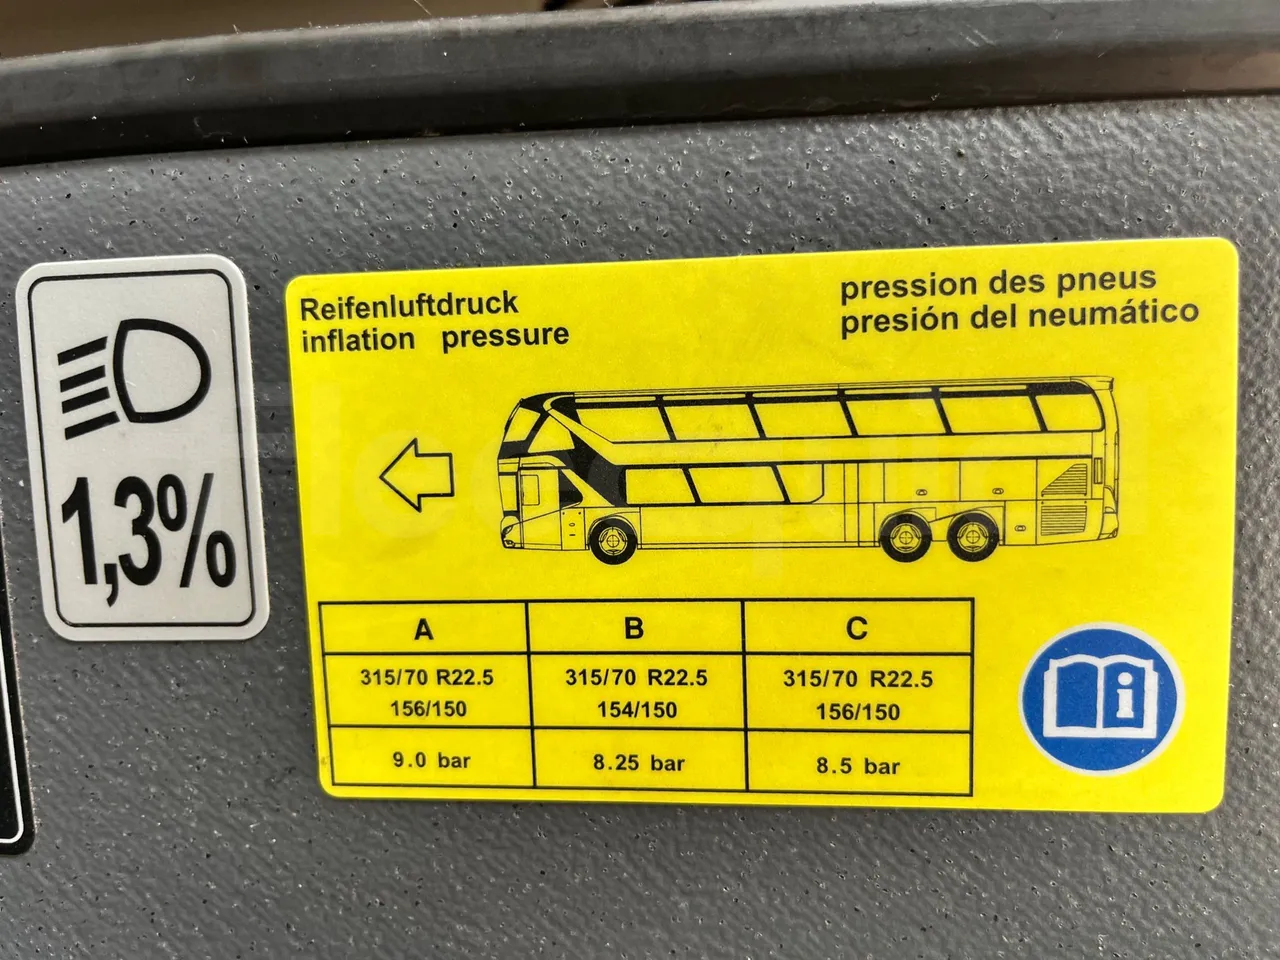 1,3%
Reifenluftdruck
inflation pressure
pression des pneus
presión del neumático
A B C
315/70 R22.5 315/70 R22.5 315/70 R22.5
156/150 154/150 156/150
9.0 bar 8.25 bar 8.5 bar
i